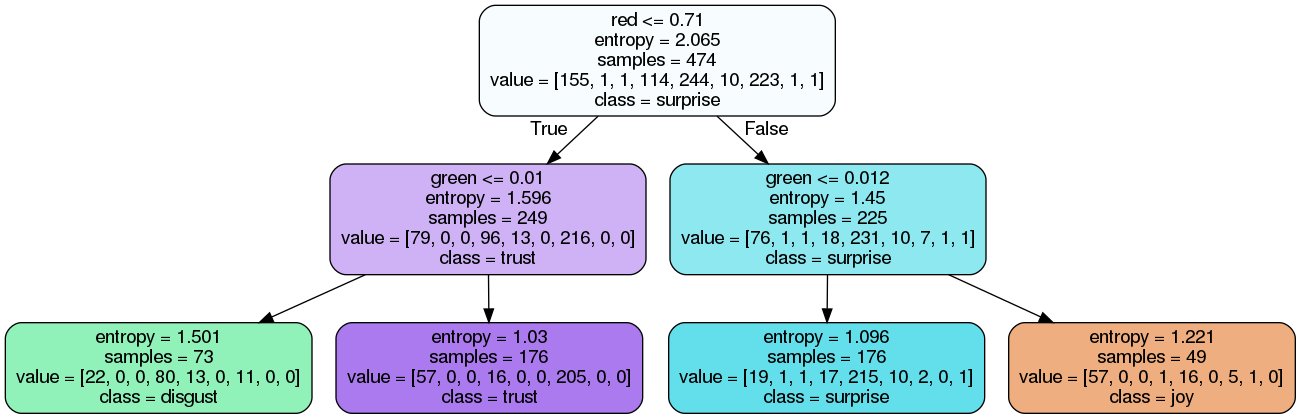 red <= 0.71
entropy = 2.065
samples = 474
value = [155, 1, 1, 114, 244, 10, 223, 1, 1]
class = surprise
True
False
green <= 0.01
entropy = 1.596
samples = 249
value = [79, 0, 0, 96, 13, 0, 216, 0, 0]
class = trust
green <= 0.012
entropy = 1.45
samples = 225
value = [76, 1, 1, 18, 231, 10, 7, 1, 1]
class = surprise
entropy = 1.501
samples = 73
value = [22, 0, 0, 80, 13, 0, 11, 0, 0]
class = disgust
entropy = 1.03
samples = 176
value = [57, 0, 0, 16, 0, 0, 205, 0, 0]
class = trust
entropy = 1.096
samples = 176
value = [19, 1, 1, 17, 215, 10, 2, 0, 1]
class = surprise
entropy = 1.221
samples = 49
value = [57, 0, 0, 1, 16, 0, 5, 1, 0]
class = joy